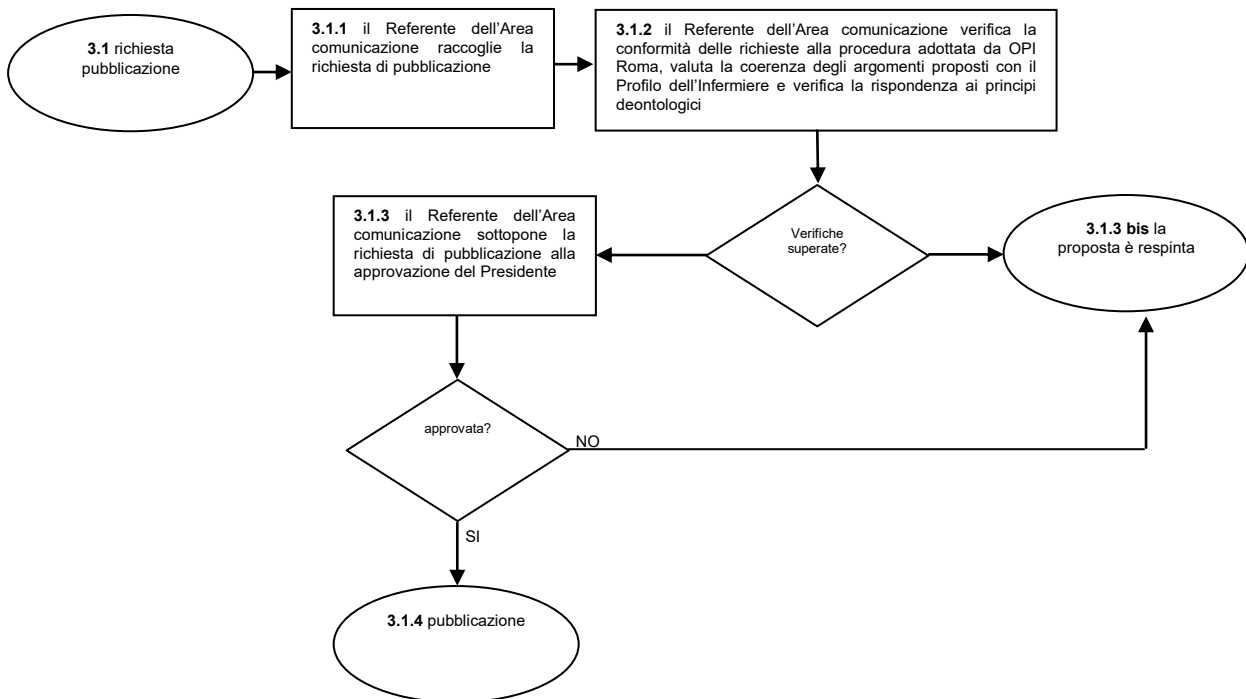 3.1 richiesta
pubblicazione
3.1.1 il Referente dell'Area
comunicazione raccoglie la
richiesta di pubblicazione
3.1.2 il Referente dell'Area comunicazione verifica la
conformità delle richieste alla procedura adottata da OPI
Roma, valuta la coerenza degli argomenti proposti con il
Profilo dell'Infermiere e verifica la rispondenza ai principi
deontologici
3.1.3 il Referente dell'Area
comunicazione sottopone la
richiesta di pubblicazione alla
approvazione del Presidente
Verifiche
superate?
3.1.3 bis la
proposta è respinta
approvata?
NO
SI
3.1.4 pubblicazione